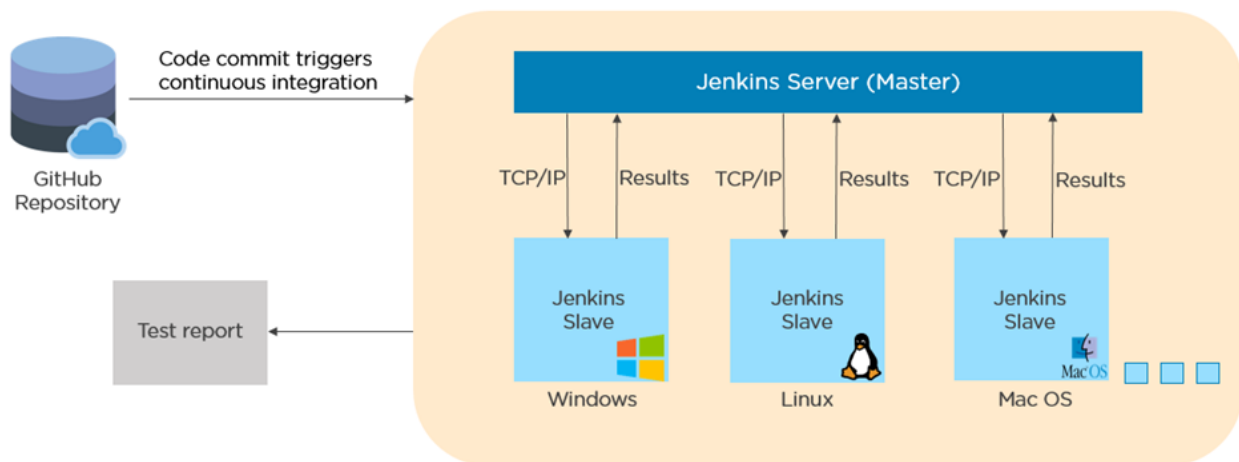 Code commit triggers
continuous integration
GitHub
Repository
Jenkins Server (Master)
TCP/IP
Results
TCP/IP
Results
TCP/IP
Results
Test report
Jenkins
Slave
Windows
Jenkins
Slave
Linux
Jenkins
Slave
Mac OS
Mac OS